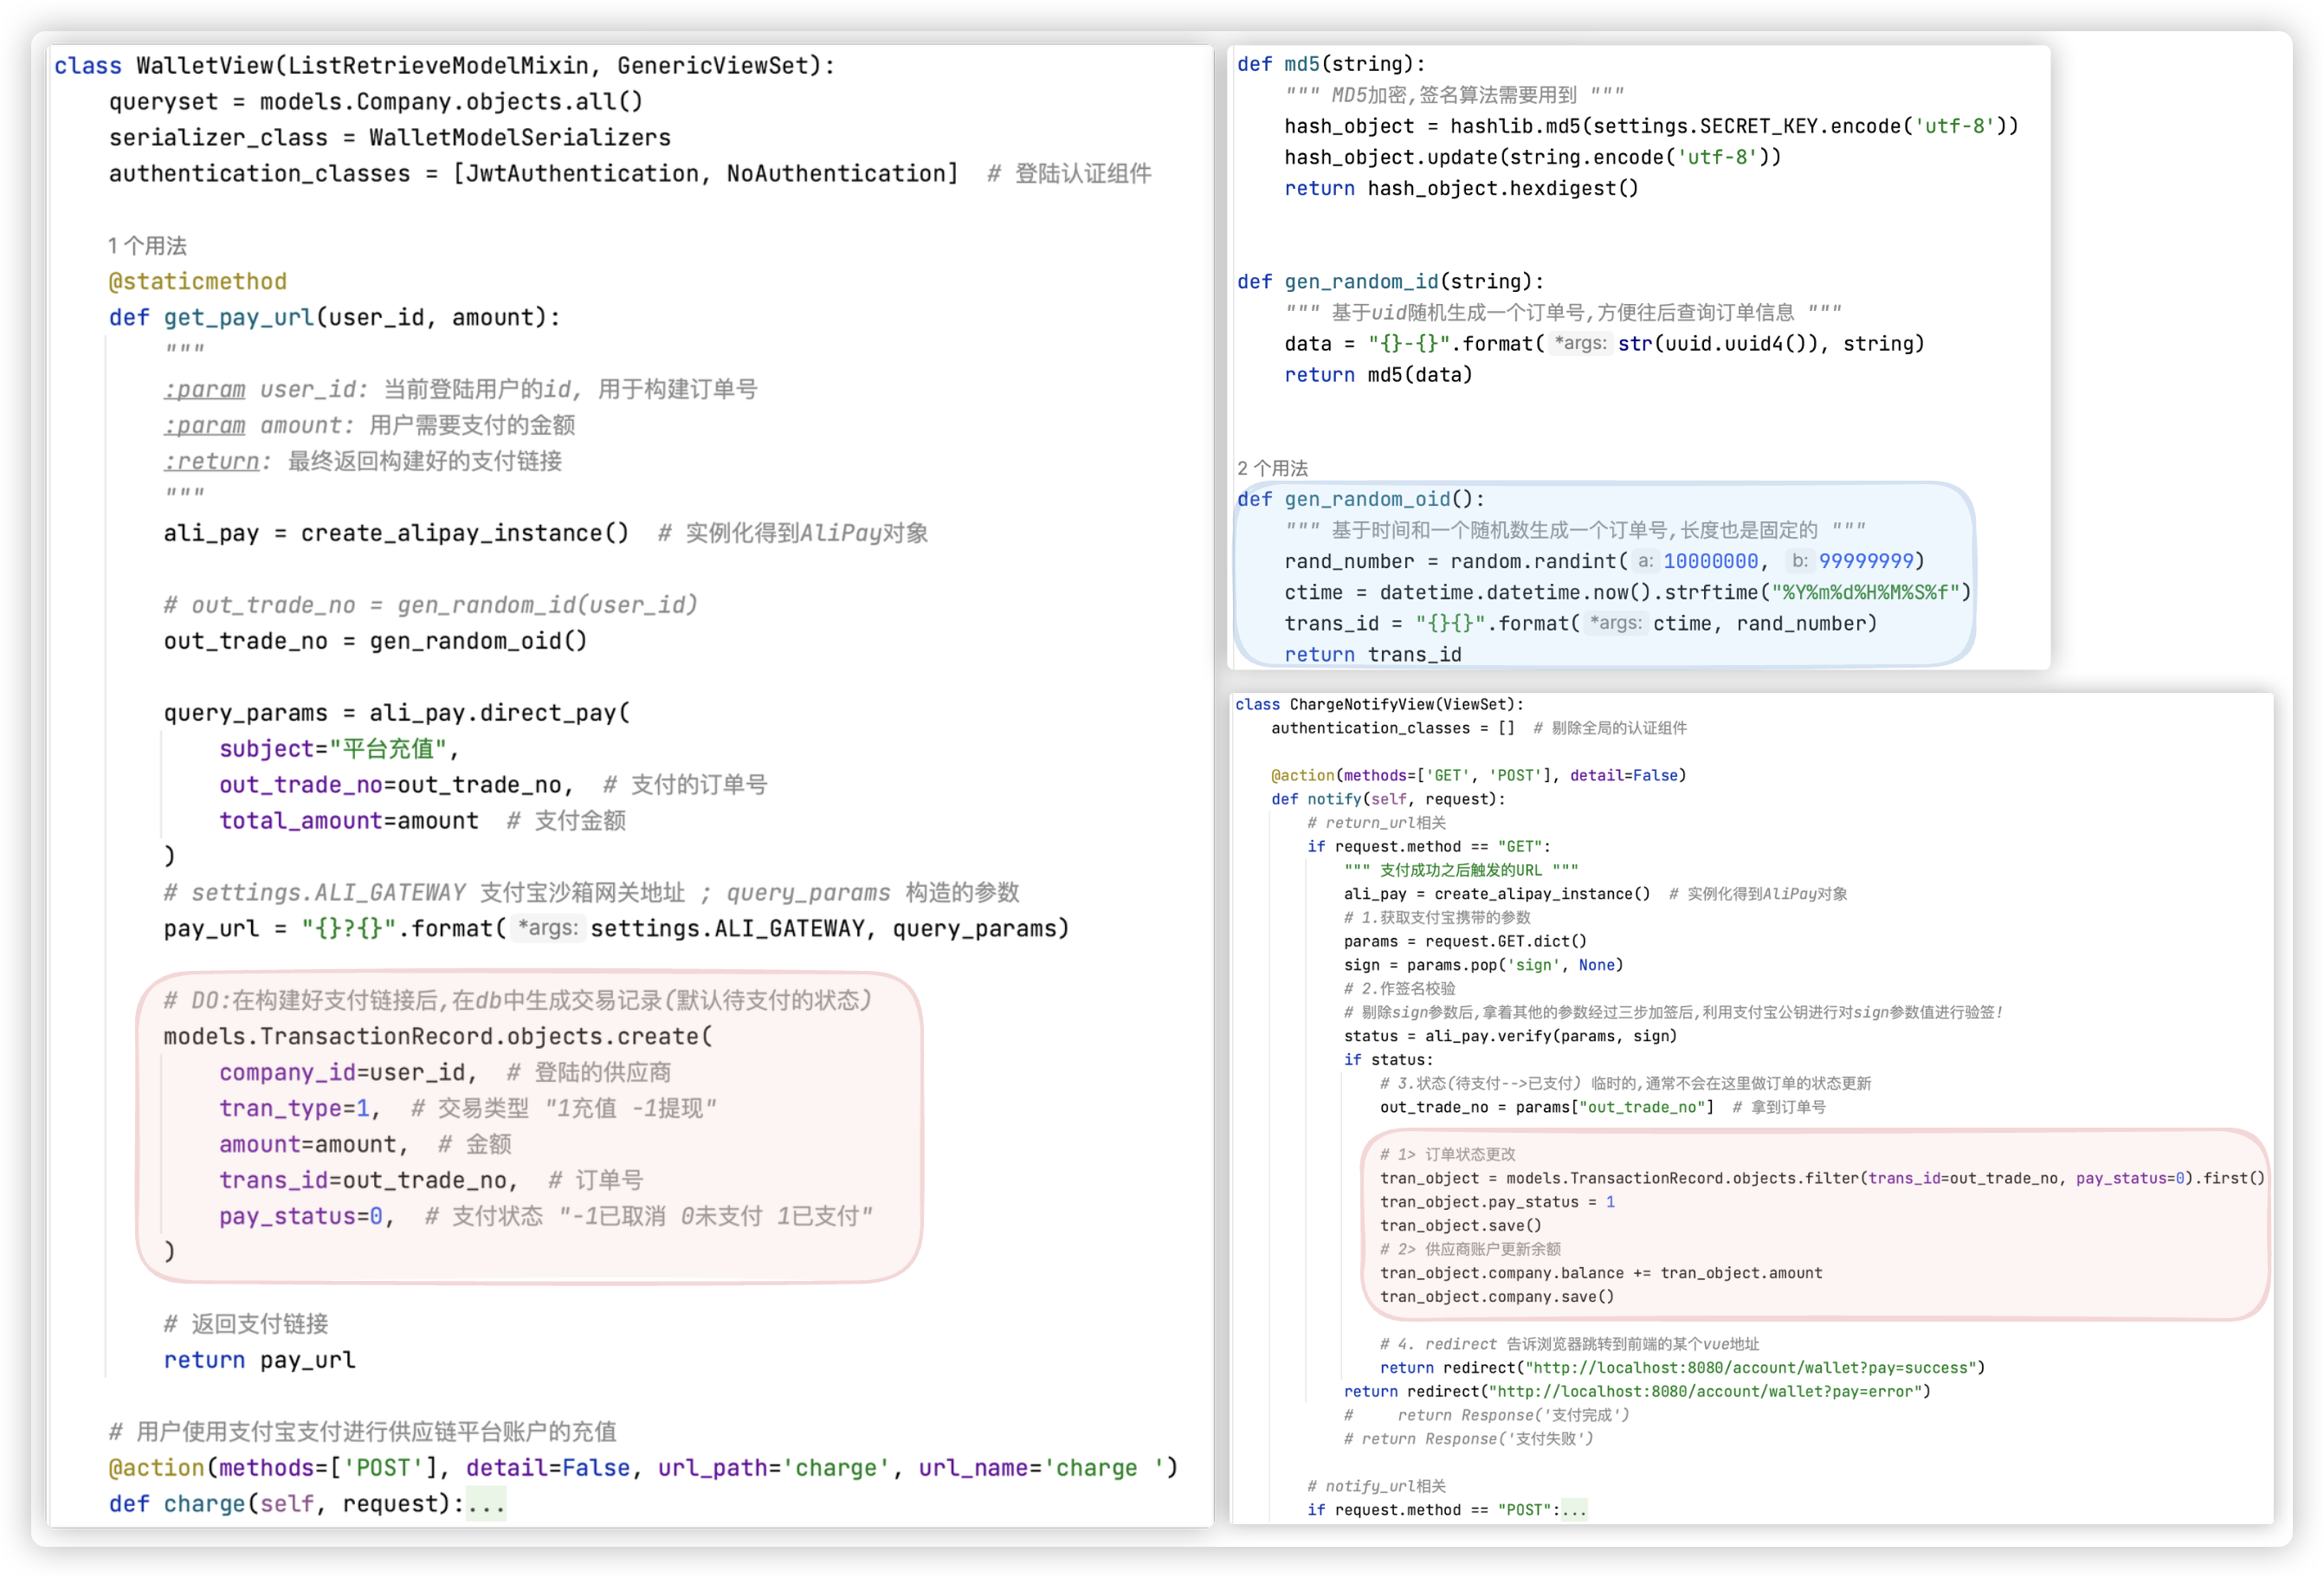 class WalletView(ListRetrieveModelMixin, GenericViewSet):
    queryset = models.Company.objects.all()
    serializer_class = WalletModelSerializers
    authentication_classes = [JwtAuthentication, NoAuthentication]  # 登陆认证组件
    1 个用法
    @staticmethod
    def get_pay_url(user_id, amount):
        """
        :param user_id: 当前登陆用户的id, 用于构建订单号
        :param amount: 用户需要支付的金额
        :return: 最终返回构建好的支付链接
        """
        ali_pay = create_alipay_instance()  # 实例化得到AliPay对象
        # out_trade_no = gen_random_id(user_id)
        out_trade_no = gen_random_oid()
        query_params = ali_pay.direct_pay(
            subject="平台充值",
            out_trade_no=out_trade_no,  # 支付的订单号
            total_amount=amount  # 支付金额
        )
        # settings.ALI_GATEWAY 支付宝沙箱网关地址 ; query_params 构造的参数
        pay_url = "{}?{}".format( *args: settings.ALI_GATEWAY, query_params)
        # DO:在构建好支付链接后,在db中生成交易记录(默认待支付的状态)
        models.TransactionRecord.objects.create(
            company_id=user_id,  # 登陆的供应商
            tran_type=1,  # 交易类型 "1充值 -1提现"
            amount=amount,  # 金额
            trans_id=out_trade_no,  # 订单号
            pay_status=0,  # 支付状态 "-1已取消 0未支付 1已支付"
        )
        # 返回支付链接
        return pay_url
    # 用户使用支付宝支付进行供应链平台账户的充值
    @action(methods=['POST'], detail=False, url_path='charge', url_name='charge ')
    def charge(self, request):...
def md5(string):
    """ MD5加密,签名算法需要用到 """
    hash_object = hashlib.md5(settings.SECRET_KEY.encode('utf-8'))
    hash_object.update(string.encode('utf-8'))
    return hash_object.hexdigest()
def gen_random_id(string):
    """ 基于uid随机生成一个订单号,方便往后查询订单信息 """
    data = "{}-{}".format( *args: str(uuid.uuid4()), string)
    return md5(data)
2 个用法
def gen_random_oid():
    """ 基于时间和一个随机数生成一个订单号,长度也是固定的 """
    rand_number = random.randint( a: 10000000,  b: 99999999)
    ctime = datetime.datetime.now().strftime("%Y%m%d%H%M%S%f")
    trans_id = "{}{}".format( *args: ctime, rand_number)
    return trans_id
class ChargeNotifyView(ViewSet):
    authentication_classes = []  # 剔除全局的认证组件
    @action(methods=['GET', 'POST'], detail=False)
    def notify(self, request):
        # return_url相关
        if request.method == "GET":
            """ 支付成功之后触发的URL """
            ali_pay = create_alipay_instance()  # 实例化得到AliPay对象
            # 1.获取支付宝携带的参数
            params = request.GET.dict()
            sign = params.pop('sign', None)
            # 2.作签名校验
            # 剔除sign参数后,拿着其他的参数经过三步加签后,利用支付宝公钥进行对sign参数值进行验签!
            status = ali_pay.verify(params, sign)
            if status:
                # 3.状态(待支付-->已支付) 临时的,通常不会在这里做订单的状态更新
                out_trade_no = params["out_trade_no"]  # 拿到订单号
                # 1> 订单状态更改
                tran_object = models.TransactionRecord.objects.filter(trans_id=out_trade_no, pay_status=0).first()
                tran_object.pay_status = 1
                tran_object.save()
                # 2> 供应商账户更新余额
                tran_object.company.balance += tran_object.amount
                tran_object.company.save()
                # 4. redirect 告诉浏览器跳转到前端的某个vue地址
                return redirect("http://localhost:8080/account/wallet?pay=success")
            return redirect("http://localhost:8080/account/wallet?pay=error")
            #     return Response('支付完成')
            # return Response('支付失败')
        # notify_url相关
        if request.method == "POST":...